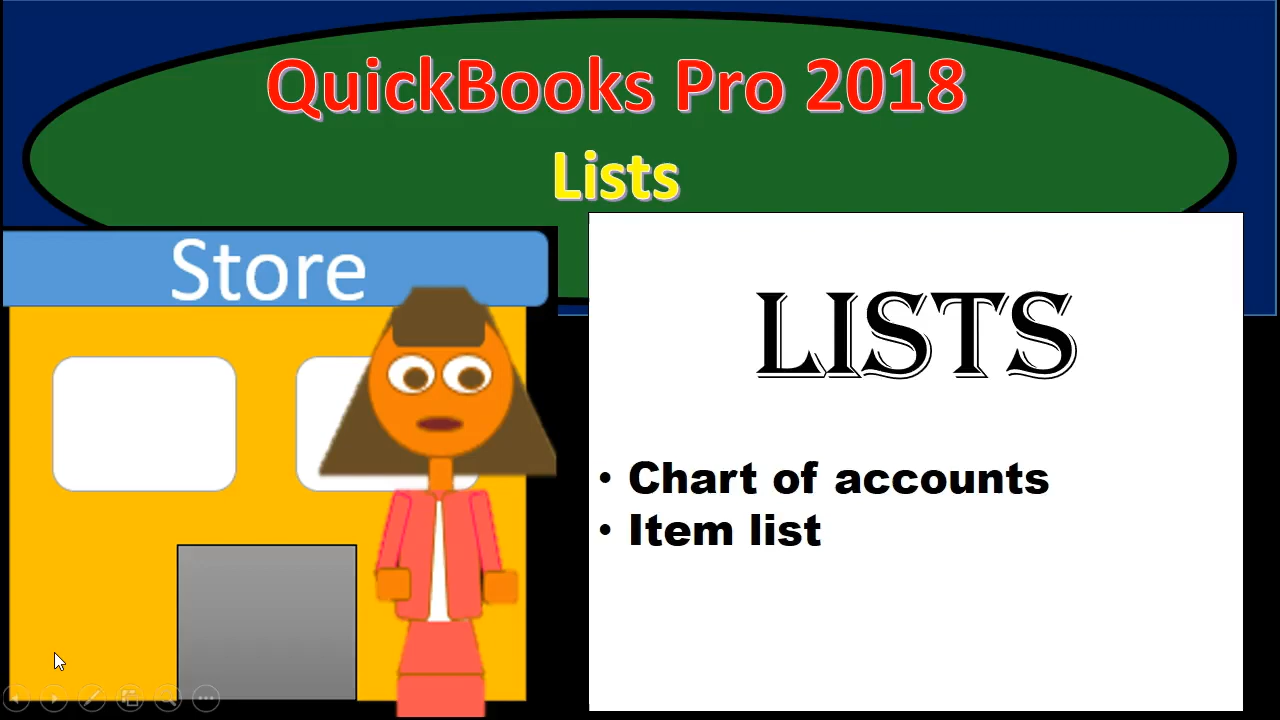 QuickBooks Pro 2018
Lists
Store
LISTS
• Chart of accounts
• Item list